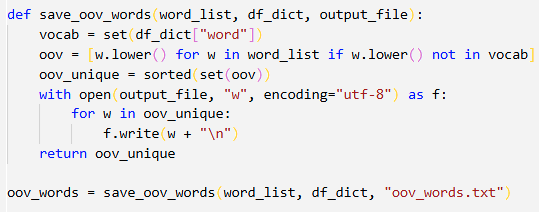 def save_oov_words(word_list, df_dict, output_file):
    vocab = set(df_dict["word"])
    oov = [w.lower() for w in word_list if w.lower() not in vocab]
    oov_unique = sorted(set(oov))
    with open(output_file, "w", encoding="utf-8") as f:
        for w in oov_unique:
            f.write(w + "\n")
    return oov_unique

oov_words = save_oov_words(word_list, df_dict, "oov_words.txt")